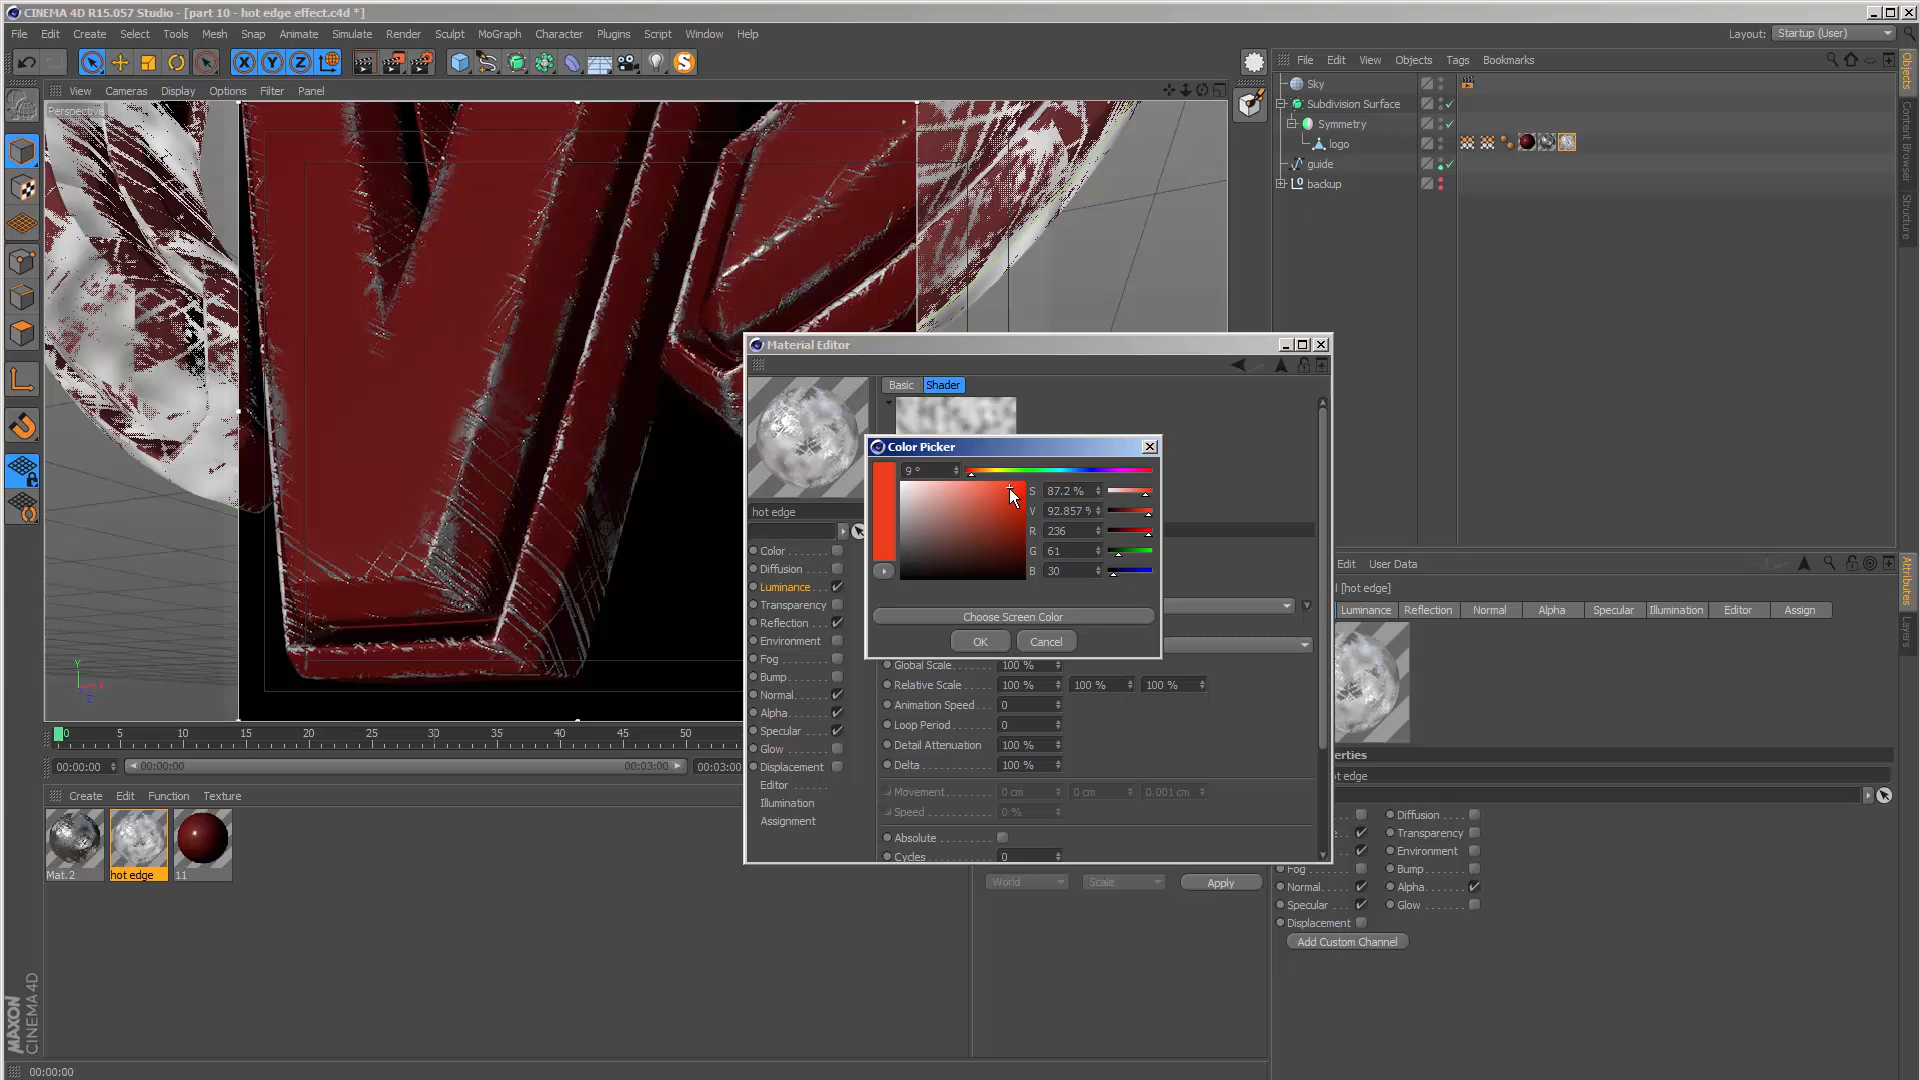 CINEMA 4D R15.057 Studio - [part 10 - hot edge effect.c4d *]
File Edit Create Select Tools Mesh Snap Animate Simulate Render Sculpt MoGraph Character Plugins Script Window Help
Layout: Startup (User)
File Edit View Objects Tags Bookmarks
View Cameras Display Options Filter Panel
Perspective
Sky
Subdivision Surface
Symmetry
logo
guide
backup
Objects
Content Browser
Structure
Material Editor
Basic Shader
Color Picker
9 °
S 87.2 %
V 92.857 %
R 236
G 61
B 30
Choose Screen Color
OK Cancel
hot edge
Color
Diffusion
Luminance
Transparency
Reflection
Environment
Fog
Bump
Normal
Alpha
Specular
Glow
Displacement
Editor
Illumination
Assignment
Global Scale 100 %
Relative Scale 100 % 100 % 100 %
Animation Speed 0
Loop Period 0
Detail Attenuation 100 %
Delta 100 %
Movement 0 cm 0 cm 0.001 cm
Speed 0 %
Absolute
Cycles 0
World Scale Apply
Edit User Data
[hot edge]
Luminance Reflection Normal Alpha Specular Illumination Editor Assign
Attributes
Layers
Diffusion
Transparency
Environment
Fog Bump
Normal Alpha
Specular Glow
Displacement
Add Custom Channel
0 5 10 15 20 25 30 35 40 45 50
00:00:00 00:00:00 00:03:00 00:03:00
Create Edit Function Texture
Mat.2 hot edge 11
MAXON
CINEMA 4D
00:00:00